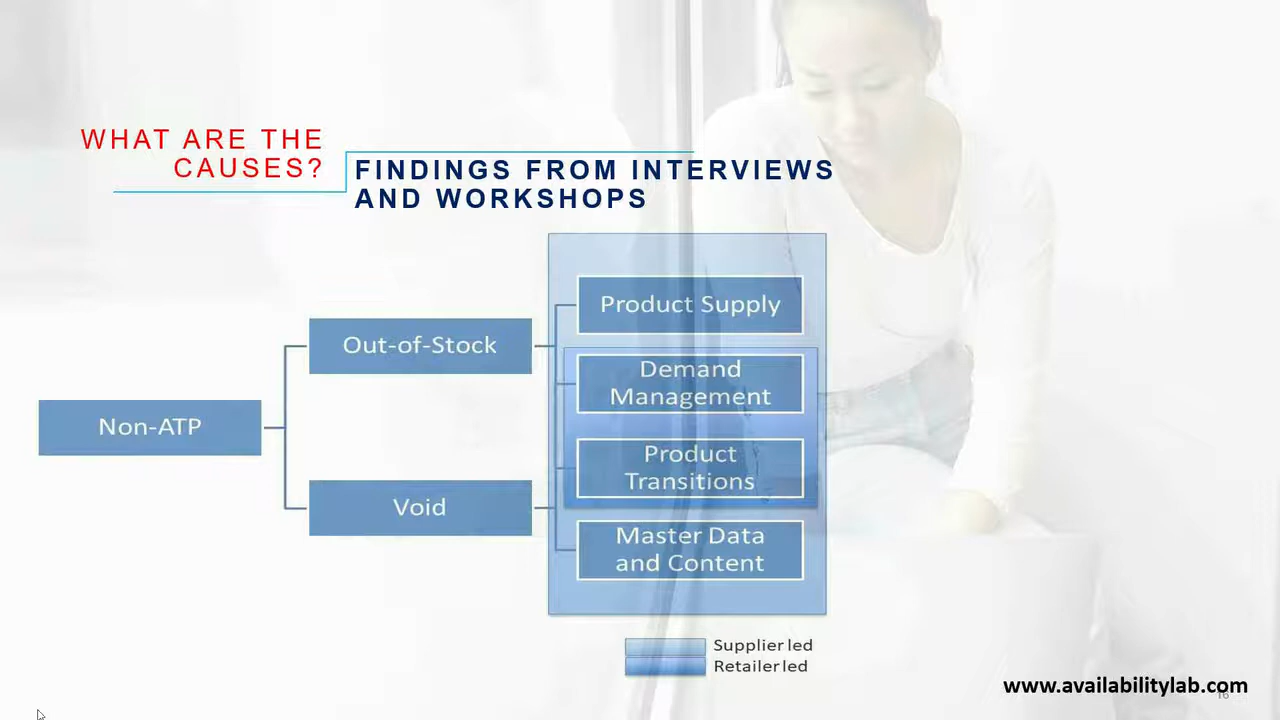 WHAT ARE THE
CAUSES?
FINDINGS FROM INTERVIEWS
AND WORKSHOPS
Non-ATP
Out-of-Stock
Void
Product Supply
Demand
Management
Product
Transitions
Master Data
and Content
Supplier led
Retailer led
www.availabilitylab.com
16